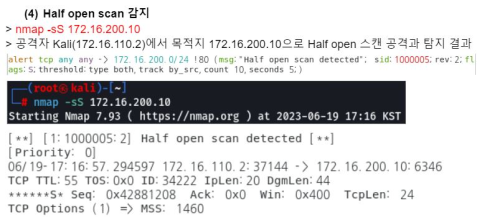 (4) Half open scan 감지
> nmap -sS 172.16.200.10
> 공격자 Kali(172.16.110.2)에서 목적지 172.16.200.10으로 Half open 스캔 공격과 탐지 결과
alert tcp any any -> 172.16.200.0/24 !80 (msg:"Half open scan detected"; sid:1000005; rev:2; fl
ags:S; threshold:type both, track by_src, count 10, seconds 5;)
┌──(root㉿kali)-[~]
└─# nmap -sS 172.16.200.10
Starting Nmap 7.93 ( https://nmap.org ) at 2023-06-19 17:16 KST
[**] [1:1000005:2] Half open scan detected [**]
[Priority: 0]
06/19-17:16:57.294597 172.16.110.2:37144 -> 172.16.200.10:6346
TCP TTL:55 TOS:0x0 ID:34222 IpLen:20 DgmLen:44
******S* Seq: 0x42881208 Ack: 0x0 Win: 0x400 TcpLen: 24
TCP Options (1) => MSS: 1460